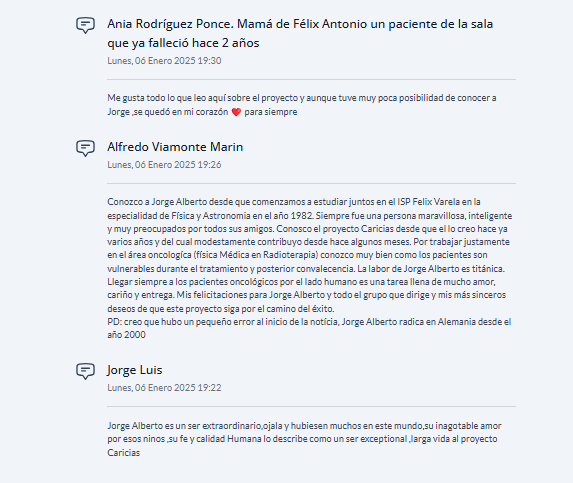 Ania Rodríguez Ponce. Mamá de Félix Antonio un paciente de la sala
que ya falleció hace 2 años
Lunes, 06 Enero 2025 19:30
Me gusta todo lo que leo aquí sobre el proyecto y aunque tuve muy poca posibilidad de conocer a
Jorge ,se quedó en mi corazón ❤️ para siempre
Alfredo Viamonte Marin
Lunes, 06 Enero 2025 19:26
Conozco a Jorge Alberto desde que comenzamos a estudiar juntos en el ISP Felix Varela en la
especialidad de Física y Astronomia en el año 1982. Siempre fue una persona maravillosa, inteligente
y muy preocupados por todos sus amigos. Conosco el proyecto Caricias desde que el lo creo hace ya
varios años y del cual modestamente contribuyo desde hace algunos meses. Por trabajar justamente
en el área oncologíca (física Médica en Radioterapia) conozco muy bien como los pacientes son
vulnerables durante el tratamiento y posterior convalecencia. La labor de Jorge Alberto es titánica.
Llegar siempre a los pacientes oncológicos por el lado humano es una tarea llena de mucho amor,
cariño y entrega. Mis felicitaciones para Jorge Alberto y todo el grupo que dirige y mis más sinceros
deseos de que este proyecto siga por el camino del éxito.
PD: creo que hubo un pequeño error al inicio de la notícia, Jorge Alberto radica en Alemania desde el
año 2000
Jorge Luis
Lunes, 06 Enero 2025 19:22
Jorge Alberto es un ser extraordinario,ojala y hubiesen muchos en este mundo,su inagotable amor
por esos ninos ,su fe y calidad Humana lo describe como un ser exceptional ,larga vida al proyecto
Caricias